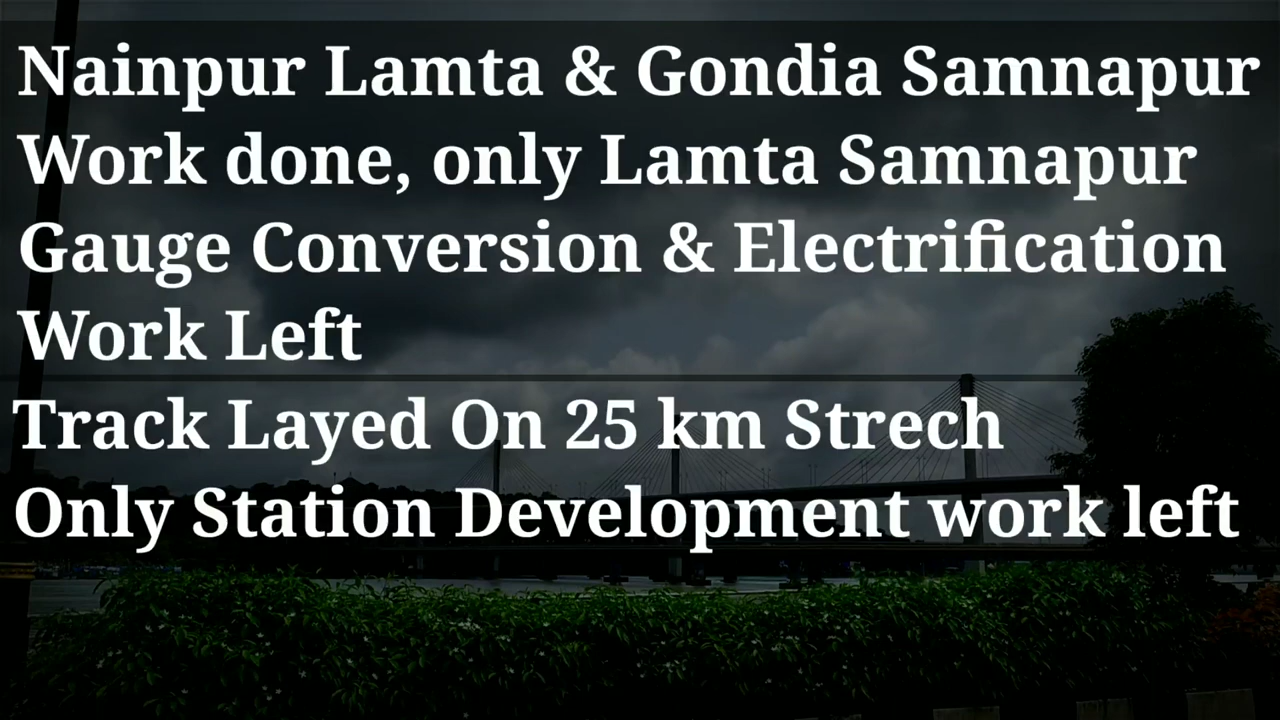 Nainpur Lamta & Gondia Samnapur
Work done, only Lamta Samnapur
Gauge Conversion & Electrification
Work Left
Track Layed On 25 km Strech
Only Station Development work left